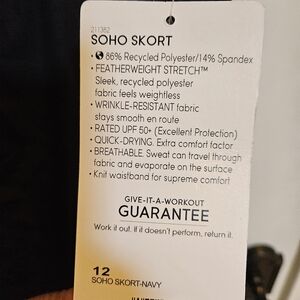 211382
SOHO SKORT
• 86% Recycled Polyester/14% Spandex
• FEATHERWEIGHT STRETCH™
Sleek, recycled polyester
fabric feels weightless
• WRINKLE-RESISTANT fabric
stays smooth en route
• RATED UPF 50+ (Excellent Protection)
• QUICK-DRYING. Extra comfort factor
• BREATHABLE. Sweat can travel through
fabric and evaporate on the surface
• Knit waistband for supreme comfort
GIVE-IT-A-WORKOUT
GUARANTEE
Work it out. If it doesn't perform, return it.
12
SOHO SKORT-NAVY